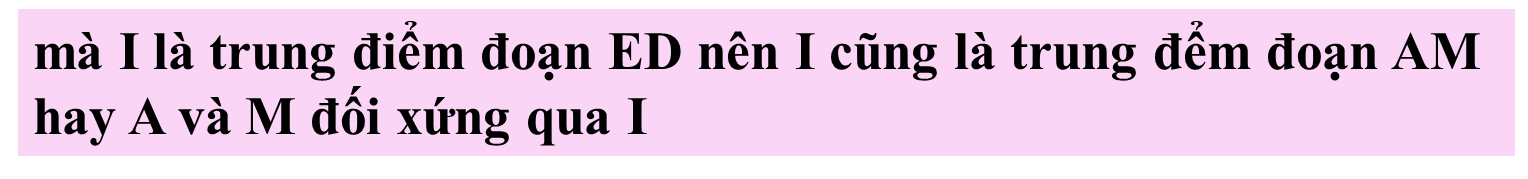 mà I là trung điểm đoạn ED nên I cũng là trung đểm đoạn AM
hay A và M đối xứng qua I